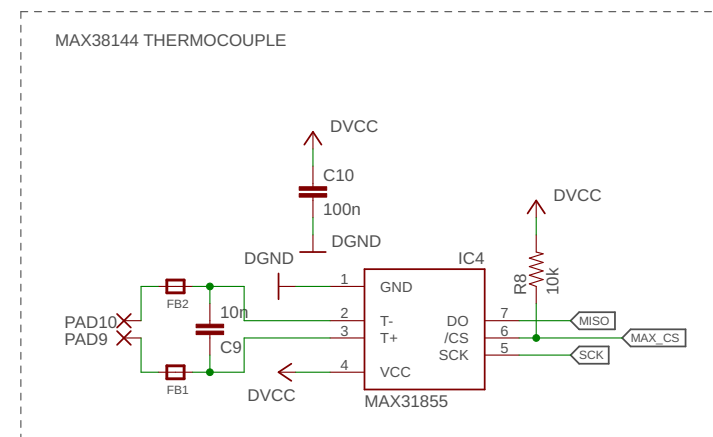 MAX38144 THERMOCOUPLE
DVCC
C10
100n
DGND
DVCC
DGND
IC4
R8
10k
1
GND
FB2
10n
PAD10
2
T-
DO
7
MISO
PAD9
3
T+
/CS
6
MAX_CS
C9
SCK
5
SCK
4
VCC
FB1
DVCC
MAX31855